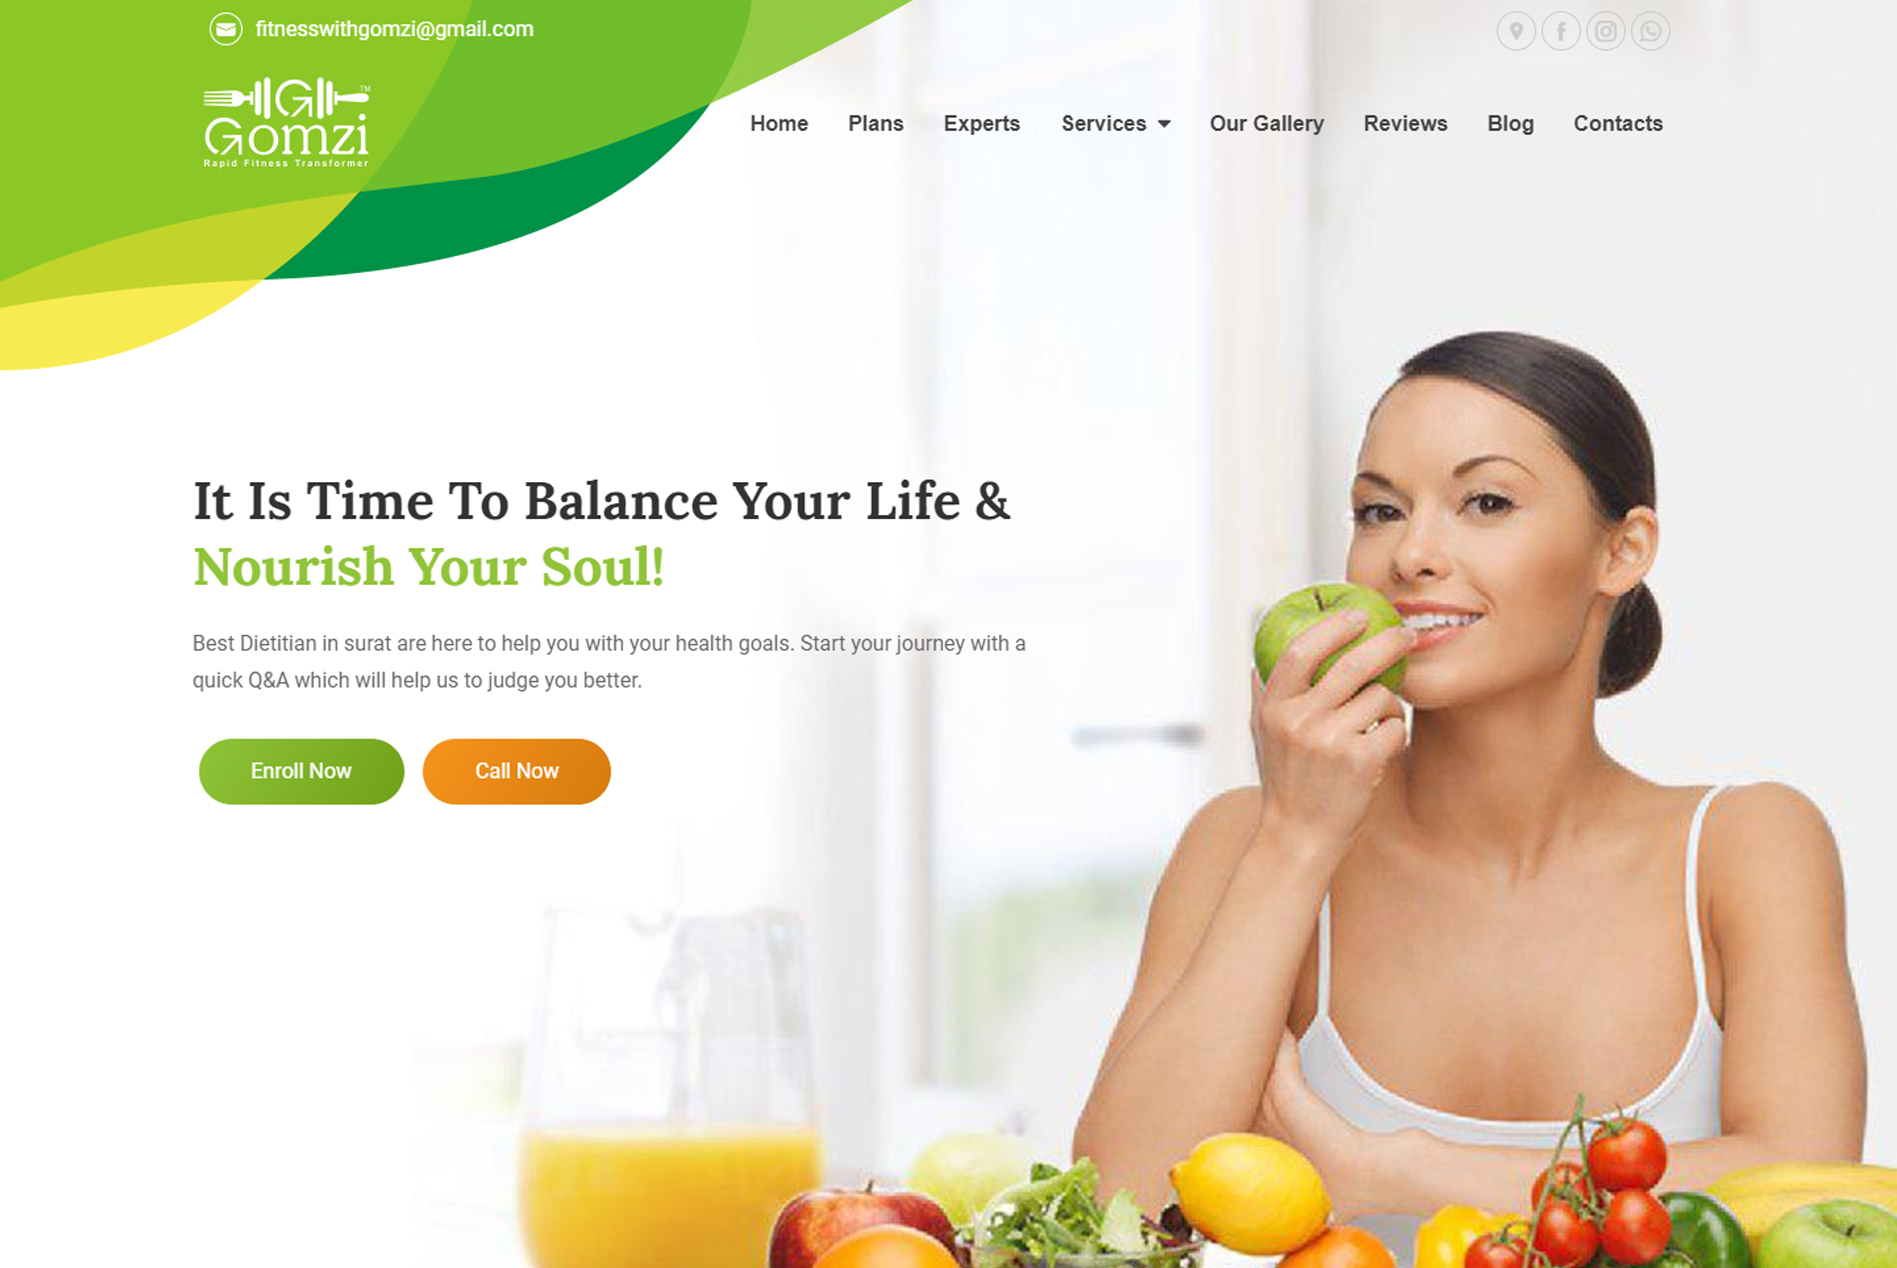 fitnesswithgomzi@gmail.com
G
TM
Gomzi
Rapid Fitness Transformer
Home Plans Experts Services Our Gallery Reviews Blog Contacts
It Is Time To Balance Your Life &
Nourish Your Soul!
Best Dietitian in surat are here to help you with your health goals. Start your journey with a
quick Q&A which will help us to judge you better.
Enroll Now Call Now